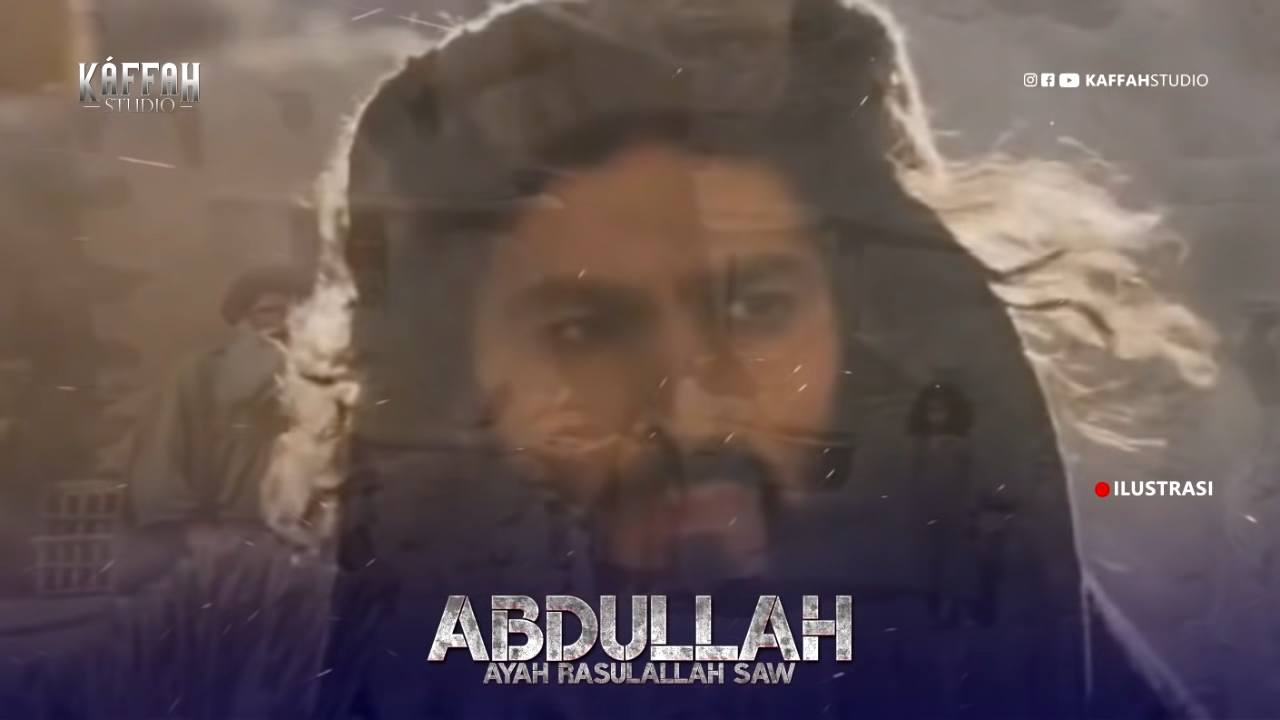 KÁFFAH
STUDIO
KAFFAHSTUDIO
ILUSTRASI
ABDULLAH
AYAH RASULALLAH SAW